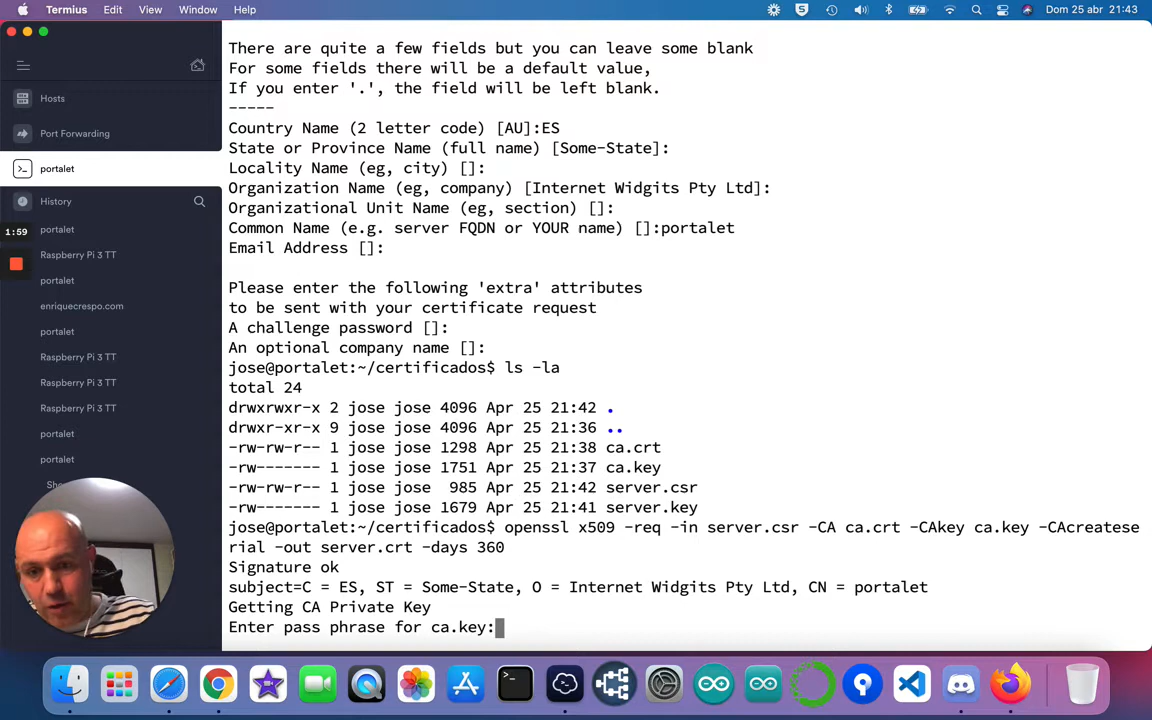 Termius Edit View Window Help Dom 25 abr 21:43
There are quite a few fields but you can leave some blank
For some fields there will be a default value,
If you enter '.', the field will be left blank.
-----
Country Name (2 letter code) [AU]:ES
State or Province Name (full name) [Some-State]:
Locality Name (eg, city) []:
Organization Name (eg, company) [Internet Widgits Pty Ltd]:
Organizational Unit Name (eg, section) []:
Common Name (e.g. server FQDN or YOUR name) []:portalet
Email Address []:
Please enter the following 'extra' attributes
to be sent with your certificate request
A challenge password []:
An optional company name []:
jose@portalet:~/certificados$ ls -la
total 24
drwxrwxr-x 2 jose jose 4096 Apr 25 21:42 .
drwxr-xr-x 9 jose jose 4096 Apr 25 21:36 ..
-rw-rw-r-- 1 jose jose 1298 Apr 25 21:38 ca.crt
-rw------- 1 jose jose 1751 Apr 25 21:37 ca.key
-rw-rw-r-- 1 jose jose  985 Apr 25 21:42 server.csr
-rw------- 1 jose jose 1679 Apr 25 21:41 server.key
jose@portalet:~/certificados$ openssl x509 -req -in server.csr -CA ca.crt -CAkey ca.key -CAcreatese
rial -out server.crt -days 360
Signature ok
subject=C = ES, ST = Some-State, O = Internet Widgits Pty Ltd, CN = portalet
Getting CA Private Key
Enter pass phrase for ca.key:
Hosts
Port Forwarding
portalet
History
1:59
portalet
Raspberry Pi 3 TT
portalet
enriquecrespo.com
portalet
Raspberry Pi 3 TT
Raspberry Pi 3 TT
Raspberry Pi 3 TT
portalet
portalet